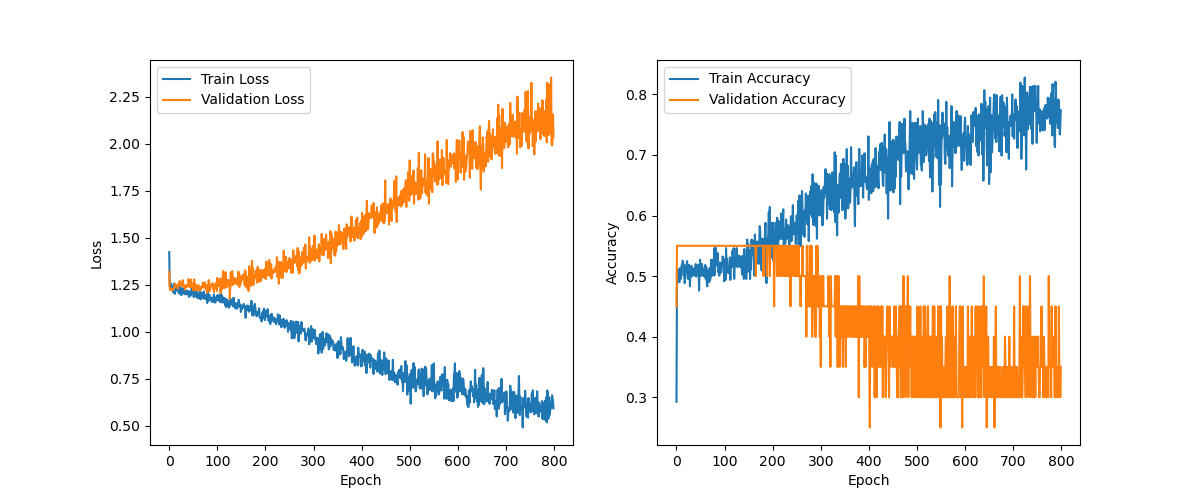 Train Loss
Validation Loss
2.25
2.00
1.75
1.50
1.25
1.00
0.75
0.50
Loss
0 100 200 300 400 500 600 700 800
Epoch
Train Accuracy
Validation Accuracy
0.8
0.7
0.6
0.5
0.4
0.3
Accuracy
0 100 200 300 400 500 600 700 800
Epoch